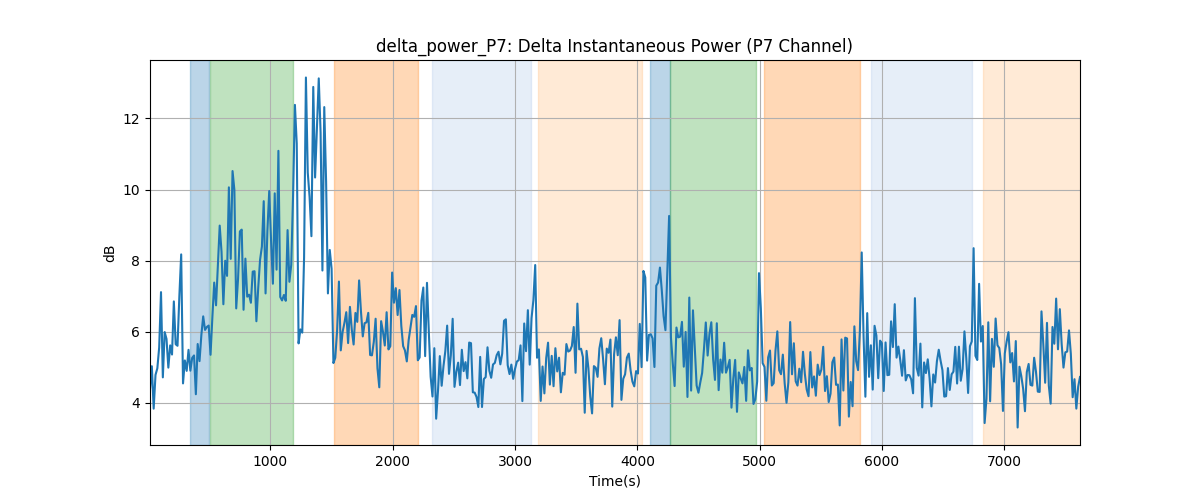 delta_power_P7: Delta Instantaneous Power (P7 Channel)
12
10
8
6
4
dB
1000 2000 3000 4000 5000 6000 7000
Time(s)